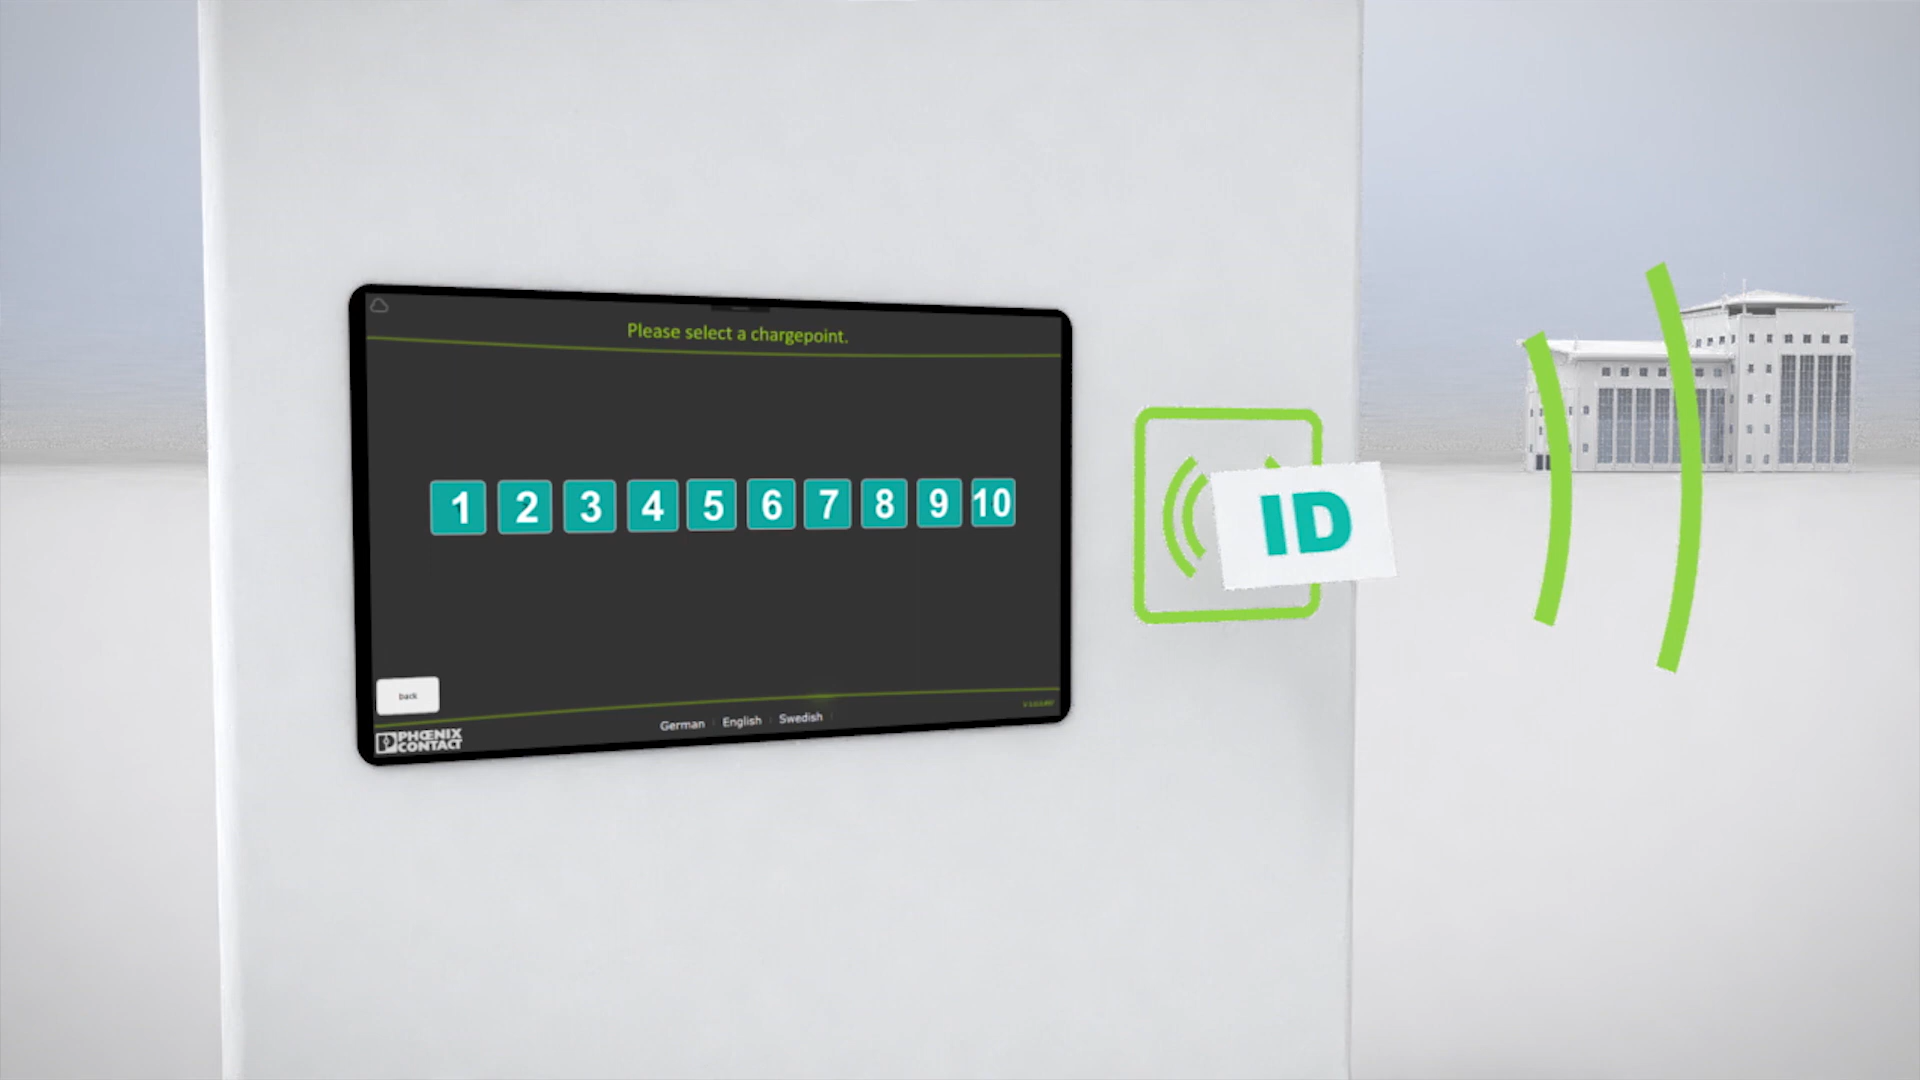 Please select a chargepoint.
1 2 3 4 5 6 7 8 9 10
ID
back
German English Swedish
PHŒNIX
CONTACT